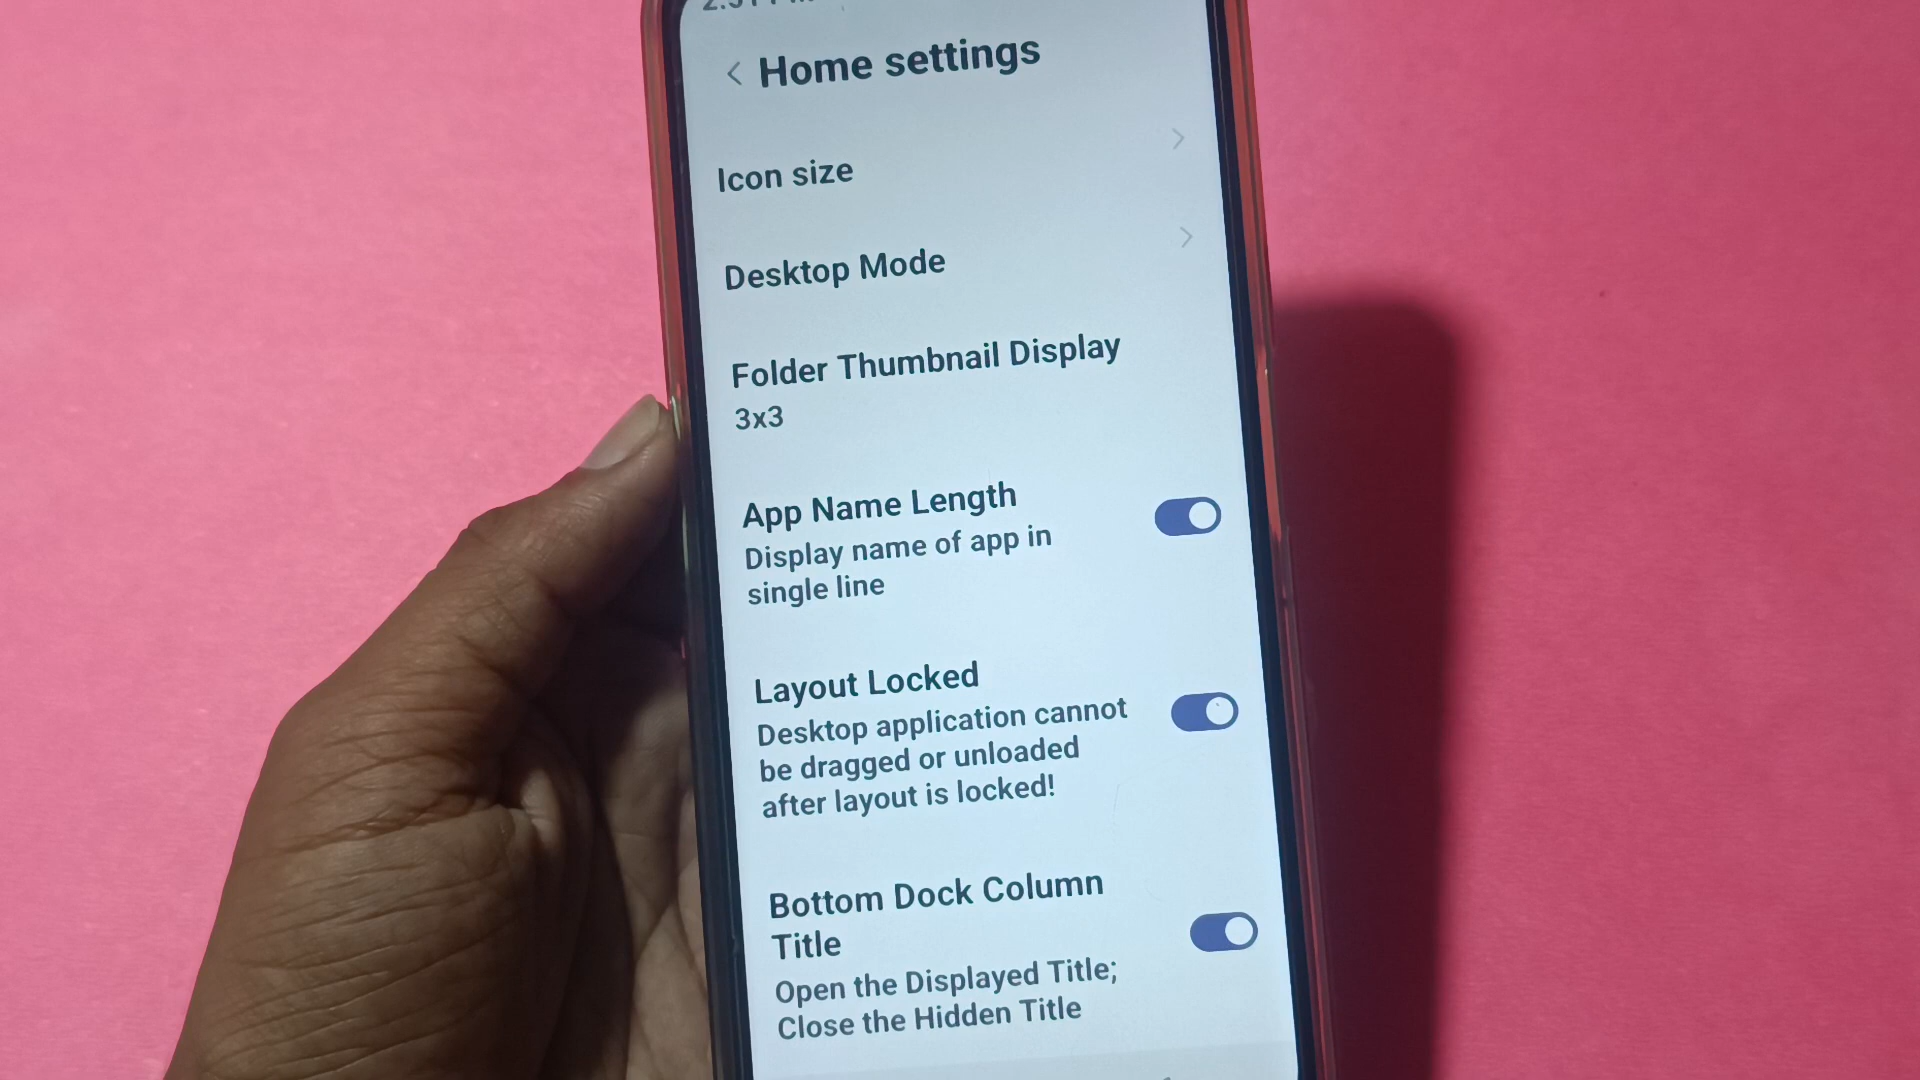 Home settings
Icon size
Desktop Mode
Folder Thumbnail Display
3x3
App Name Length
Display name of app in
single line
Layout Locked
Desktop application cannot
be dragged or unloaded
after layout is locked!
Bottom Dock Column
Title
Open the Displayed Title;
Close the Hidden Title